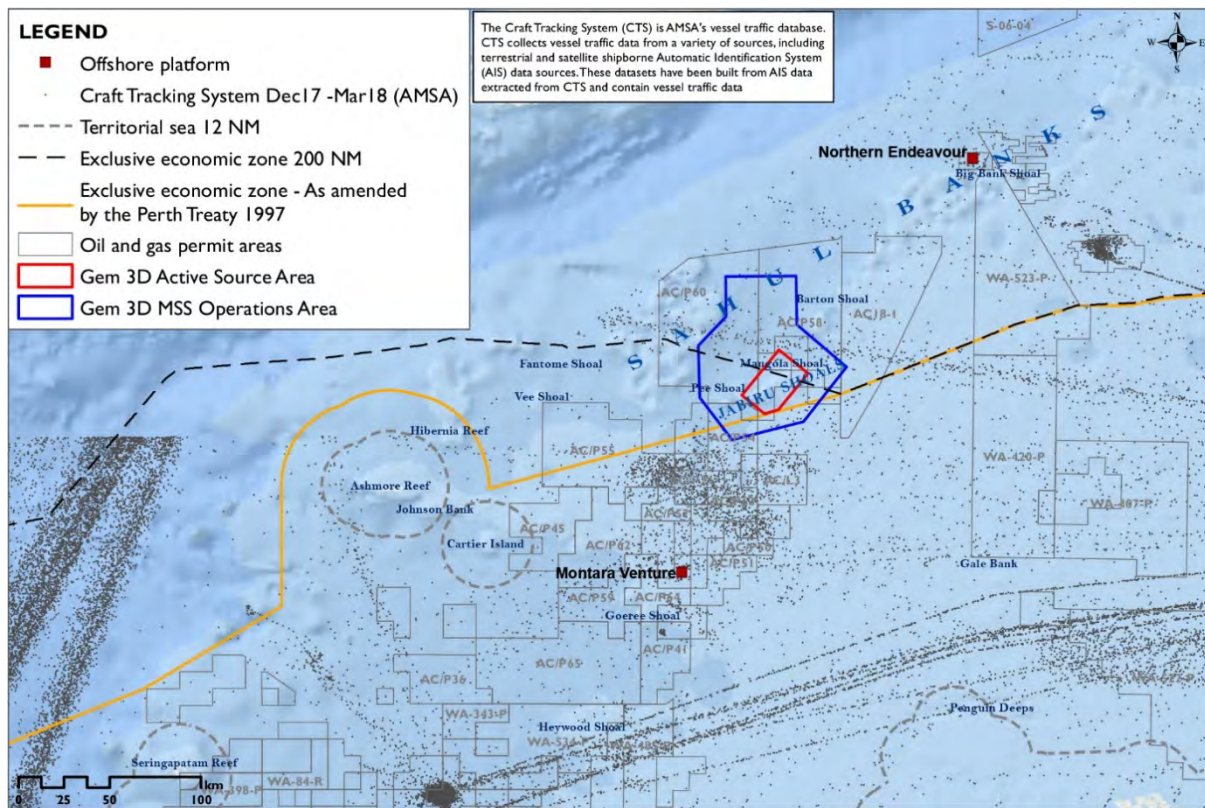 LEGEND
Offshore platform
Craft Tracking System Dec17 -Mar18 (AMSA)
Territorial sea 12 NM
Exclusive economic zone 200 NM
Exclusive economic zone - As amended
by the Perth Treaty 1997
Oil and gas permit areas
Gem 3D Active Source Area
Gem 3D MSS Operations Area
The Craft Tracking System (CTS) is AMSA's vessel traffic database.
CTS collects vessel traffic data from a variety of sources, including
terrestrial and satellite shipborne Automatic Identification System
(AIS) data sources. These datasets have been built from AIS data
extracted from CTS and contain vessel traffic data
S-06-04
N
W E
S
Northern Endeavour
Big Bank Shoal
SAHUL BANKS
WA-523-P
AC/P60
Barton Shoal
AC/P58
AC18-1
Fantome Shoal
Mangola Shoal
Pee Shoal
JABIRU SHOALS
Vee Shoal
Hibernia Reef
AC/P55
WA-420-P
Ashmore Reef
Johnson Bank
AC/P45
Cartier Island
Montara Venture
AC/P51
Gale Bank
AC/P59
AC/P64
Goeree Shoal
AC/P41
AC/P65
AC/P36
WA-343-P
Heywood Shoal
Penguin Deeps
Seringapatam Reef
WA-84-R
WA-398-P
km
0 25 50 100